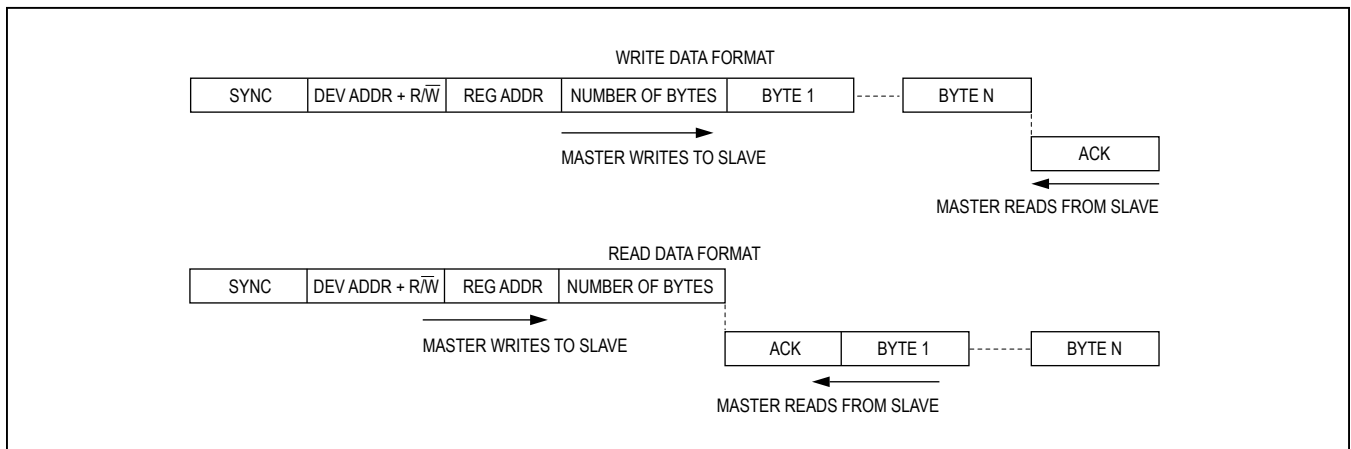 WRITE DATA FORMAT
SYNC DEV ADDR + R/W̅ REG ADDR NUMBER OF BYTES BYTE 1 BYTE N
MASTER WRITES TO SLAVE
ACK
MASTER READS FROM SLAVE
READ DATA FORMAT
SYNC DEV ADDR + R/W̅ REG ADDR NUMBER OF BYTES
MASTER WRITES TO SLAVE
ACK BYTE 1 BYTE N
MASTER READS FROM SLAVE